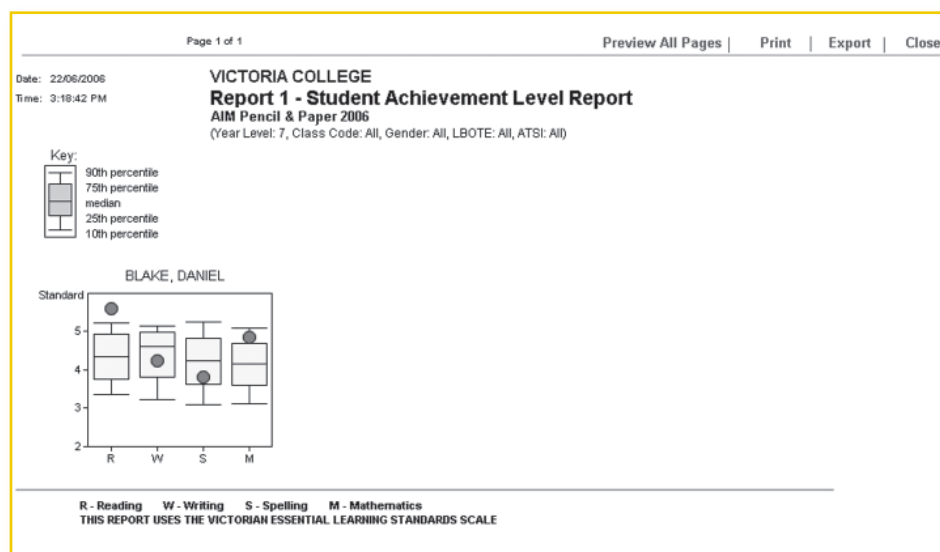 Page 1 of 1
Preview All Pages | Print | Export | Close
Date: 22/06/2006
Time: 3:18:42 PM
VICTORIA COLLEGE
Report 1 - Student Achievement Level Report
AIM Pencil & Paper 2006
(Year Level: 7, Class Code: All, Gender: All, LBOTE: All, ATSI: All)
Key:
90th percentile
75th percentile
median
25th percentile
10th percentile
BLAKE, DANIEL
Standard
5
4
3
2
R W S M
R - Reading W - Writing S - Spelling M - Mathematics
THIS REPORT USES THE VICTORIAN ESSENTIAL LEARNING STANDARDS SCALE